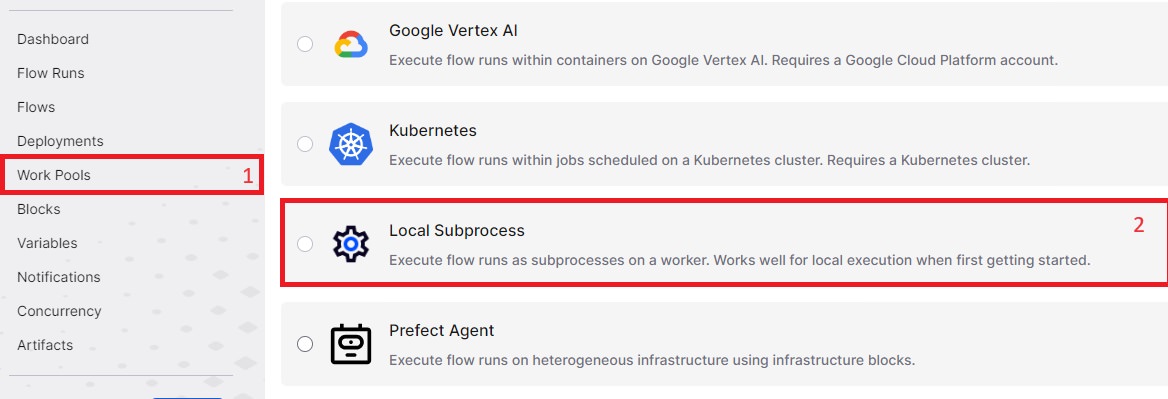 Dashboard
Flow Runs
Flows
Deployments
Work Pools 1
Blocks
Variables
Notifications
Concurrency
Artifacts
Google Vertex AI
Execute flow runs within containers on Google Vertex AI. Requires a Google Cloud Platform account.
Kubernetes
Execute flow runs within jobs scheduled on a Kubernetes cluster. Requires a Kubernetes cluster.
Local Subprocess 2
Execute flow runs as subprocesses on a worker. Works well for local execution when first getting started.
Prefect Agent
Execute flow runs on heterogeneous infrastructure using infrastructure blocks.